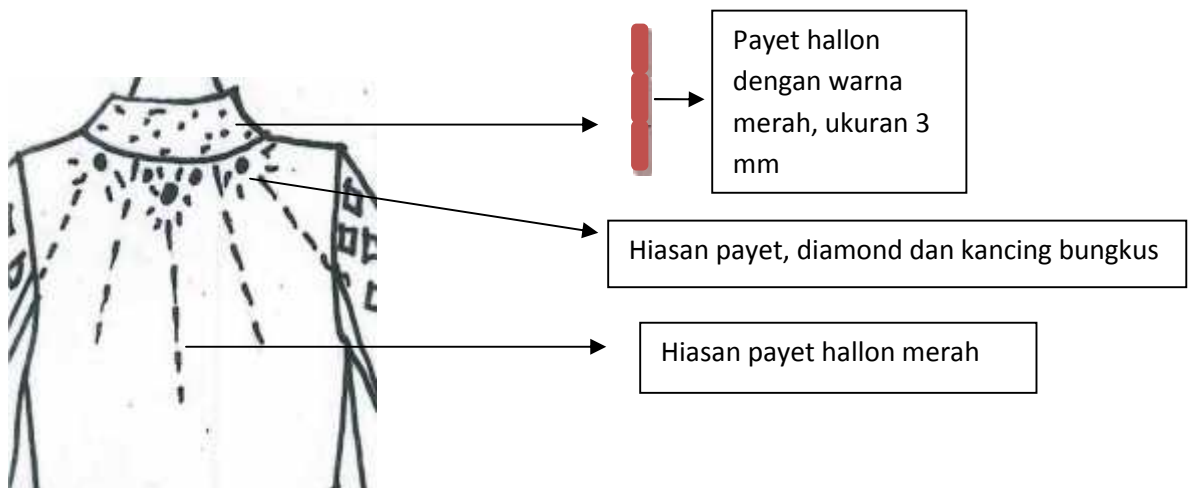 Payet hallon
dengan warna
merah, ukuran 3
mm
Hiasan payet, diamond dan kancing bungkus
Hiasan payet hallon merah